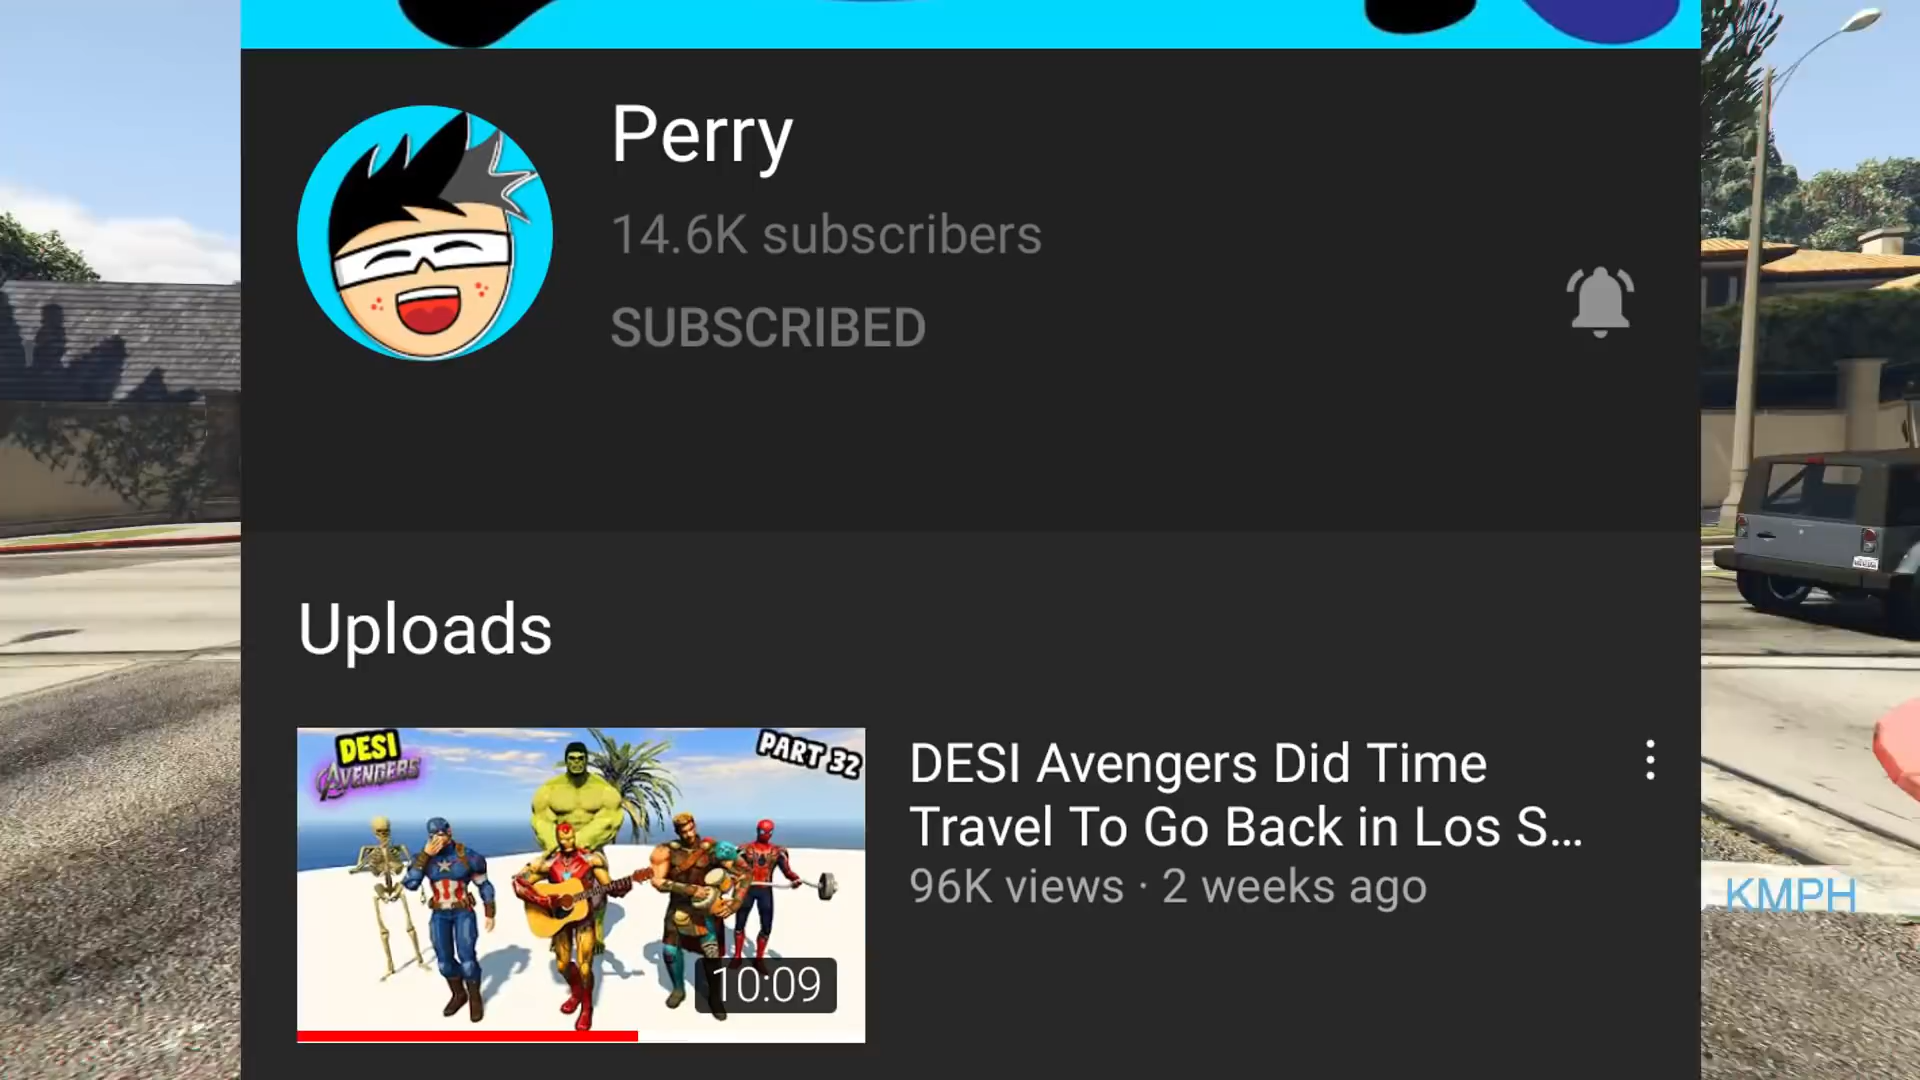 Perry
14.6K subscribers
SUBSCRIBED
Uploads
DESI
AVENGERS
PART 32
10:09
DESI Avengers Did Time
Travel To Go Back in Los S...
96K views · 2 weeks ago
KMPH